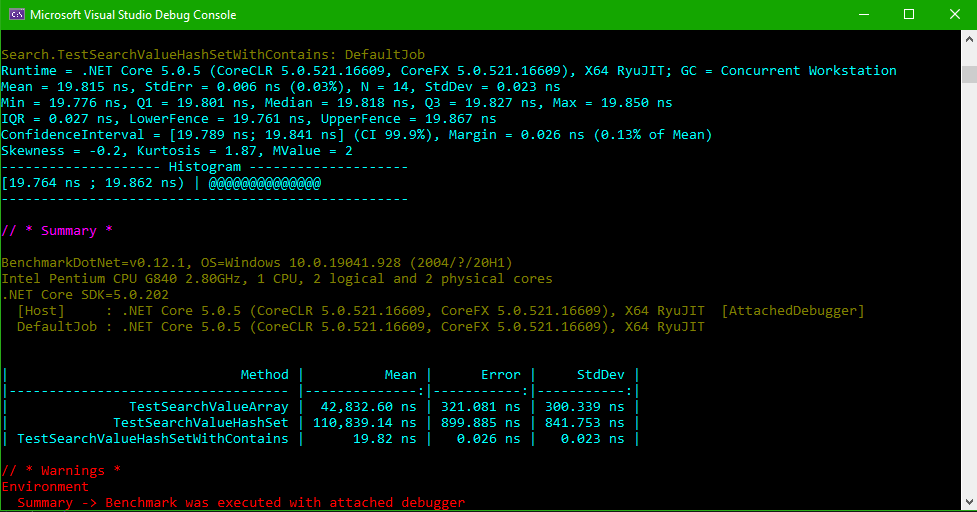 Microsoft Visual Studio Debug Console
Search.TestSearchValueHashSetWithContains: DefaultJob
Runtime = .NET Core 5.0.5 (CoreCLR 5.0.521.16609, CoreFX 5.0.521.16609), X64 RyuJIT; GC = Concurrent Workstation
Mean = 19.815 ns, StdErr = 0.006 ns (0.03%), N = 14, StdDev = 0.023 ns
Min = 19.776 ns, Q1 = 19.801 ns, Median = 19.818 ns, Q3 = 19.827 ns, Max = 19.850 ns
IQR = 0.027 ns, LowerFence = 19.761 ns, UpperFence = 19.867 ns
ConfidenceInterval = [19.789 ns; 19.841 ns] (CI 99.9%), Margin = 0.026 ns (0.13% of Mean)
Skewness = -0.2, Kurtosis = 1.87, MValue = 2
-------------------- Histogram --------------------
[19.764 ns ; 19.862 ns) | @@@@@@@@@@@@@@
---------------------------------------------------
// * Summary *
BenchmarkDotNet=v0.12.1, OS=Windows 10.0.19041.928 (2004/?/20H1)
Intel Pentium CPU G840 2.80GHz, 1 CPU, 2 logical and 2 physical cores
.NET Core SDK=5.0.202
  [Host]     : .NET Core 5.0.5 (CoreCLR 5.0.521.16609, CoreFX 5.0.521.16609), X64 RyuJIT  [AttachedDebugger]
  DefaultJob : .NET Core 5.0.5 (CoreCLR 5.0.521.16609, CoreFX 5.0.521.16609), X64 RyuJIT
|                             Method |          Mean |      Error |     StdDev |
|----------------------------------- |--------------:|-----------:|-----------:|
|               TestSearchValueArray |  42,832.60 ns | 321.081 ns | 300.339 ns |
|             TestSearchValueHashSet | 110,839.14 ns | 899.885 ns | 841.753 ns |
| TestSearchValueHashSetWithContains |      19.82 ns |   0.026 ns |   0.023 ns |
// * Warnings *
Environment
  Summary -> Benchmark was executed with attached debugger